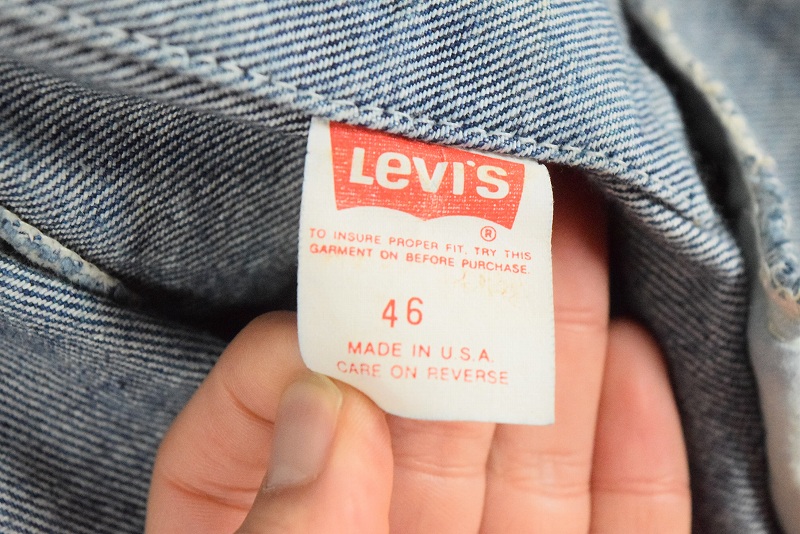 Levi's
®
TO INSURE PROPER FIT, TRY THIS
GARMENT ON BEFORE PURCHASE.
46
MADE IN U.S.A.
CARE ON REVERSE